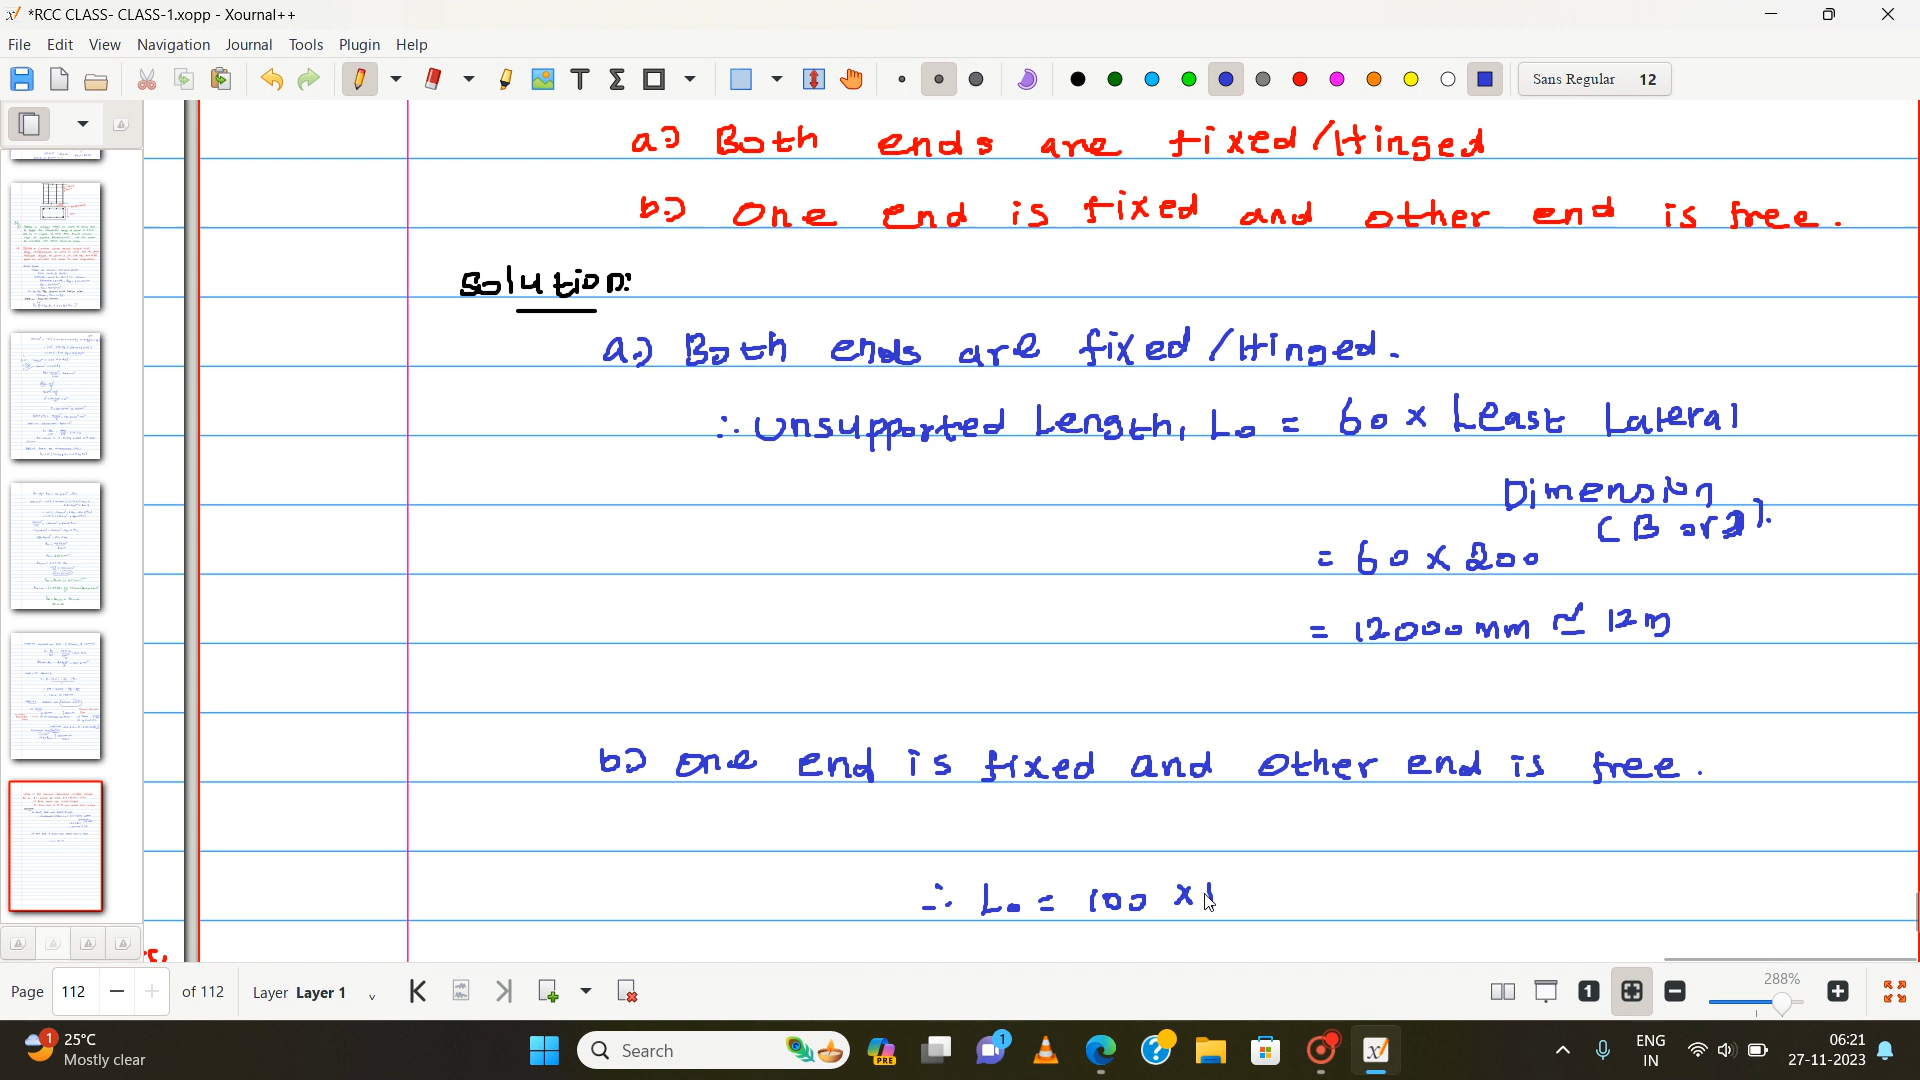 *RCC CLASS- CLASS-1.xopp - Xournal++
File Edit View Navigation Journal Tools Plugin Help
Sans Regular 12
a.) Both ends are fixed/Hinged
b.) One end is fixed and other end is free.
Solution:
a.) Both ends are fixed/Hinged.
∴ Unsupported Length, Lo = 60 x Least Lateral
Dimension
(B or D).
= 60 x 200
= 12000 mm ≃ 12m
b.) One end is fixed and other end is free.
∴ Lo = 100 x
Page 112 of 112 Layer Layer 1 288%
25°C
Mostly clear
Search
ENG
IN
06:21
27-11-2023